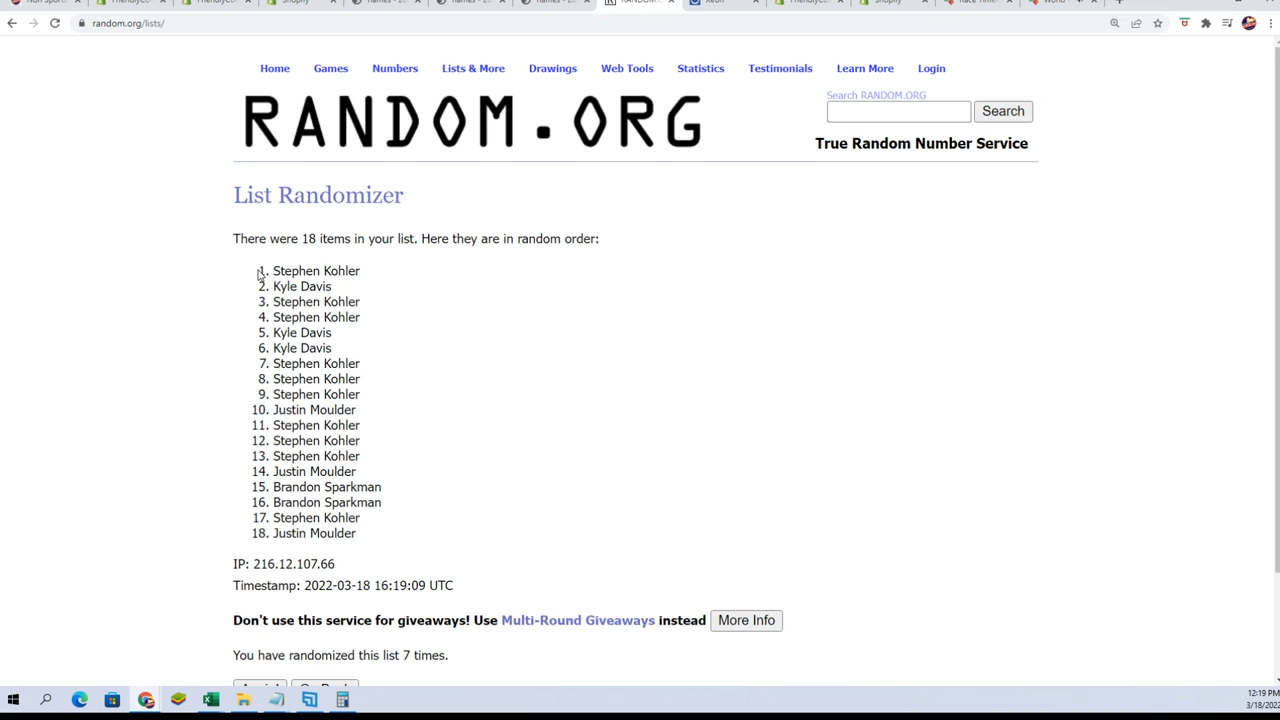 random.org/lists/
Home Games Numbers Lists & More Drawings Web Tools Statistics Testimonials Learn More Login
RANDOM.ORG
Search RANDOM.ORG
Search
True Random Number Service
List Randomizer
There were 18 items in your list. Here they are in random order:
1. Stephen Kohler
2. Kyle Davis
3. Stephen Kohler
4. Stephen Kohler
5. Kyle Davis
6. Kyle Davis
7. Stephen Kohler
8. Stephen Kohler
9. Stephen Kohler
10. Justin Moulder
11. Stephen Kohler
12. Stephen Kohler
13. Stephen Kohler
14. Justin Moulder
15. Brandon Sparkman
16. Brandon Sparkman
17. Stephen Kohler
18. Justin Moulder
IP: 216.12.107.66
Timestamp: 2022-03-18 16:19:09 UTC
Don't use this service for giveaways! Use Multi-Round Giveaways instead More Info
You have randomized this list 7 times.
12:19 PM
3/18/2022